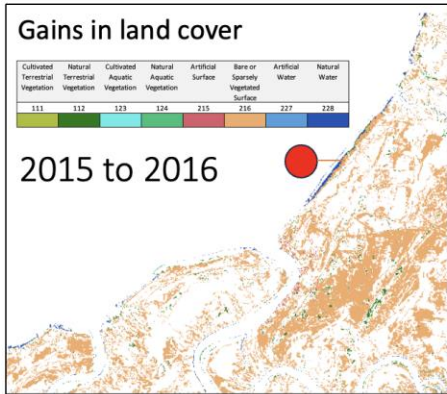 Gains in land cover
Cultivated Terrestrial Vegetation Natural Terrestrial Vegetation Cultivated Aquatic Vegetation Natural Aquatic Vegetation Artificial Surface Bare or Sparsely Vegetated Surface Artificial Water Natural Water
111 112 123 124 215 216 227 228
2015 to 2016